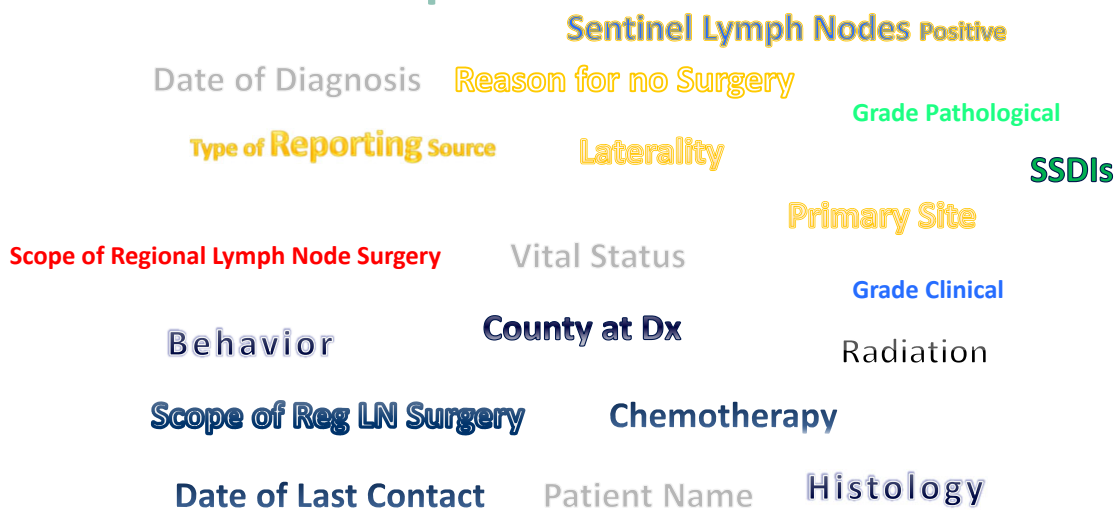 Sentinel Lymph Nodes Positive
Date of Diagnosis
Reason for no Surgery
Grade Pathological
Type of Reporting Source
Laterality
SSDIs
Primary Site
Scope of Regional Lymph Node Surgery
Vital Status
Grade Clinical
County at Dx
Behavior
Radiation
Scope of Reg LN Surgery
Chemotherapy
Date of Last Contact
Patient Name
Histology